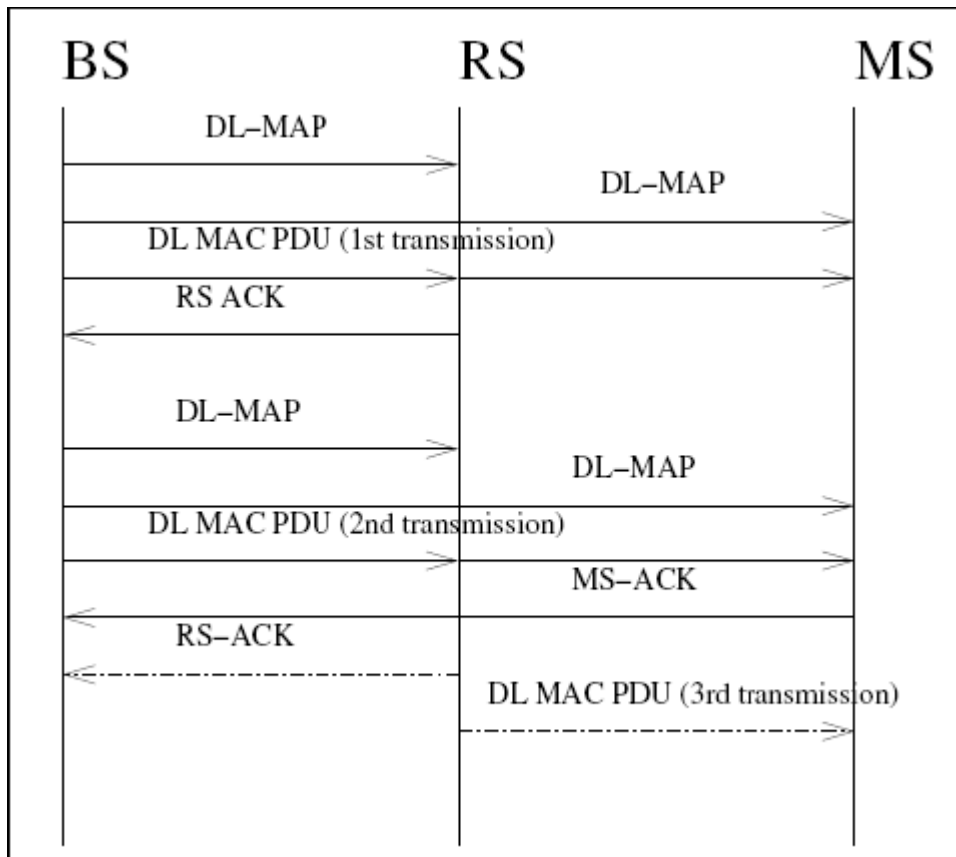 BS RS MS
DL–MAP
DL–MAP
DL MAC PDU (1st transmission)
RS ACK
DL–MAP
DL–MAP
DL MAC PDU (2nd transmission)
MS–ACK
RS–ACK
DL MAC PDU (3rd transmission)